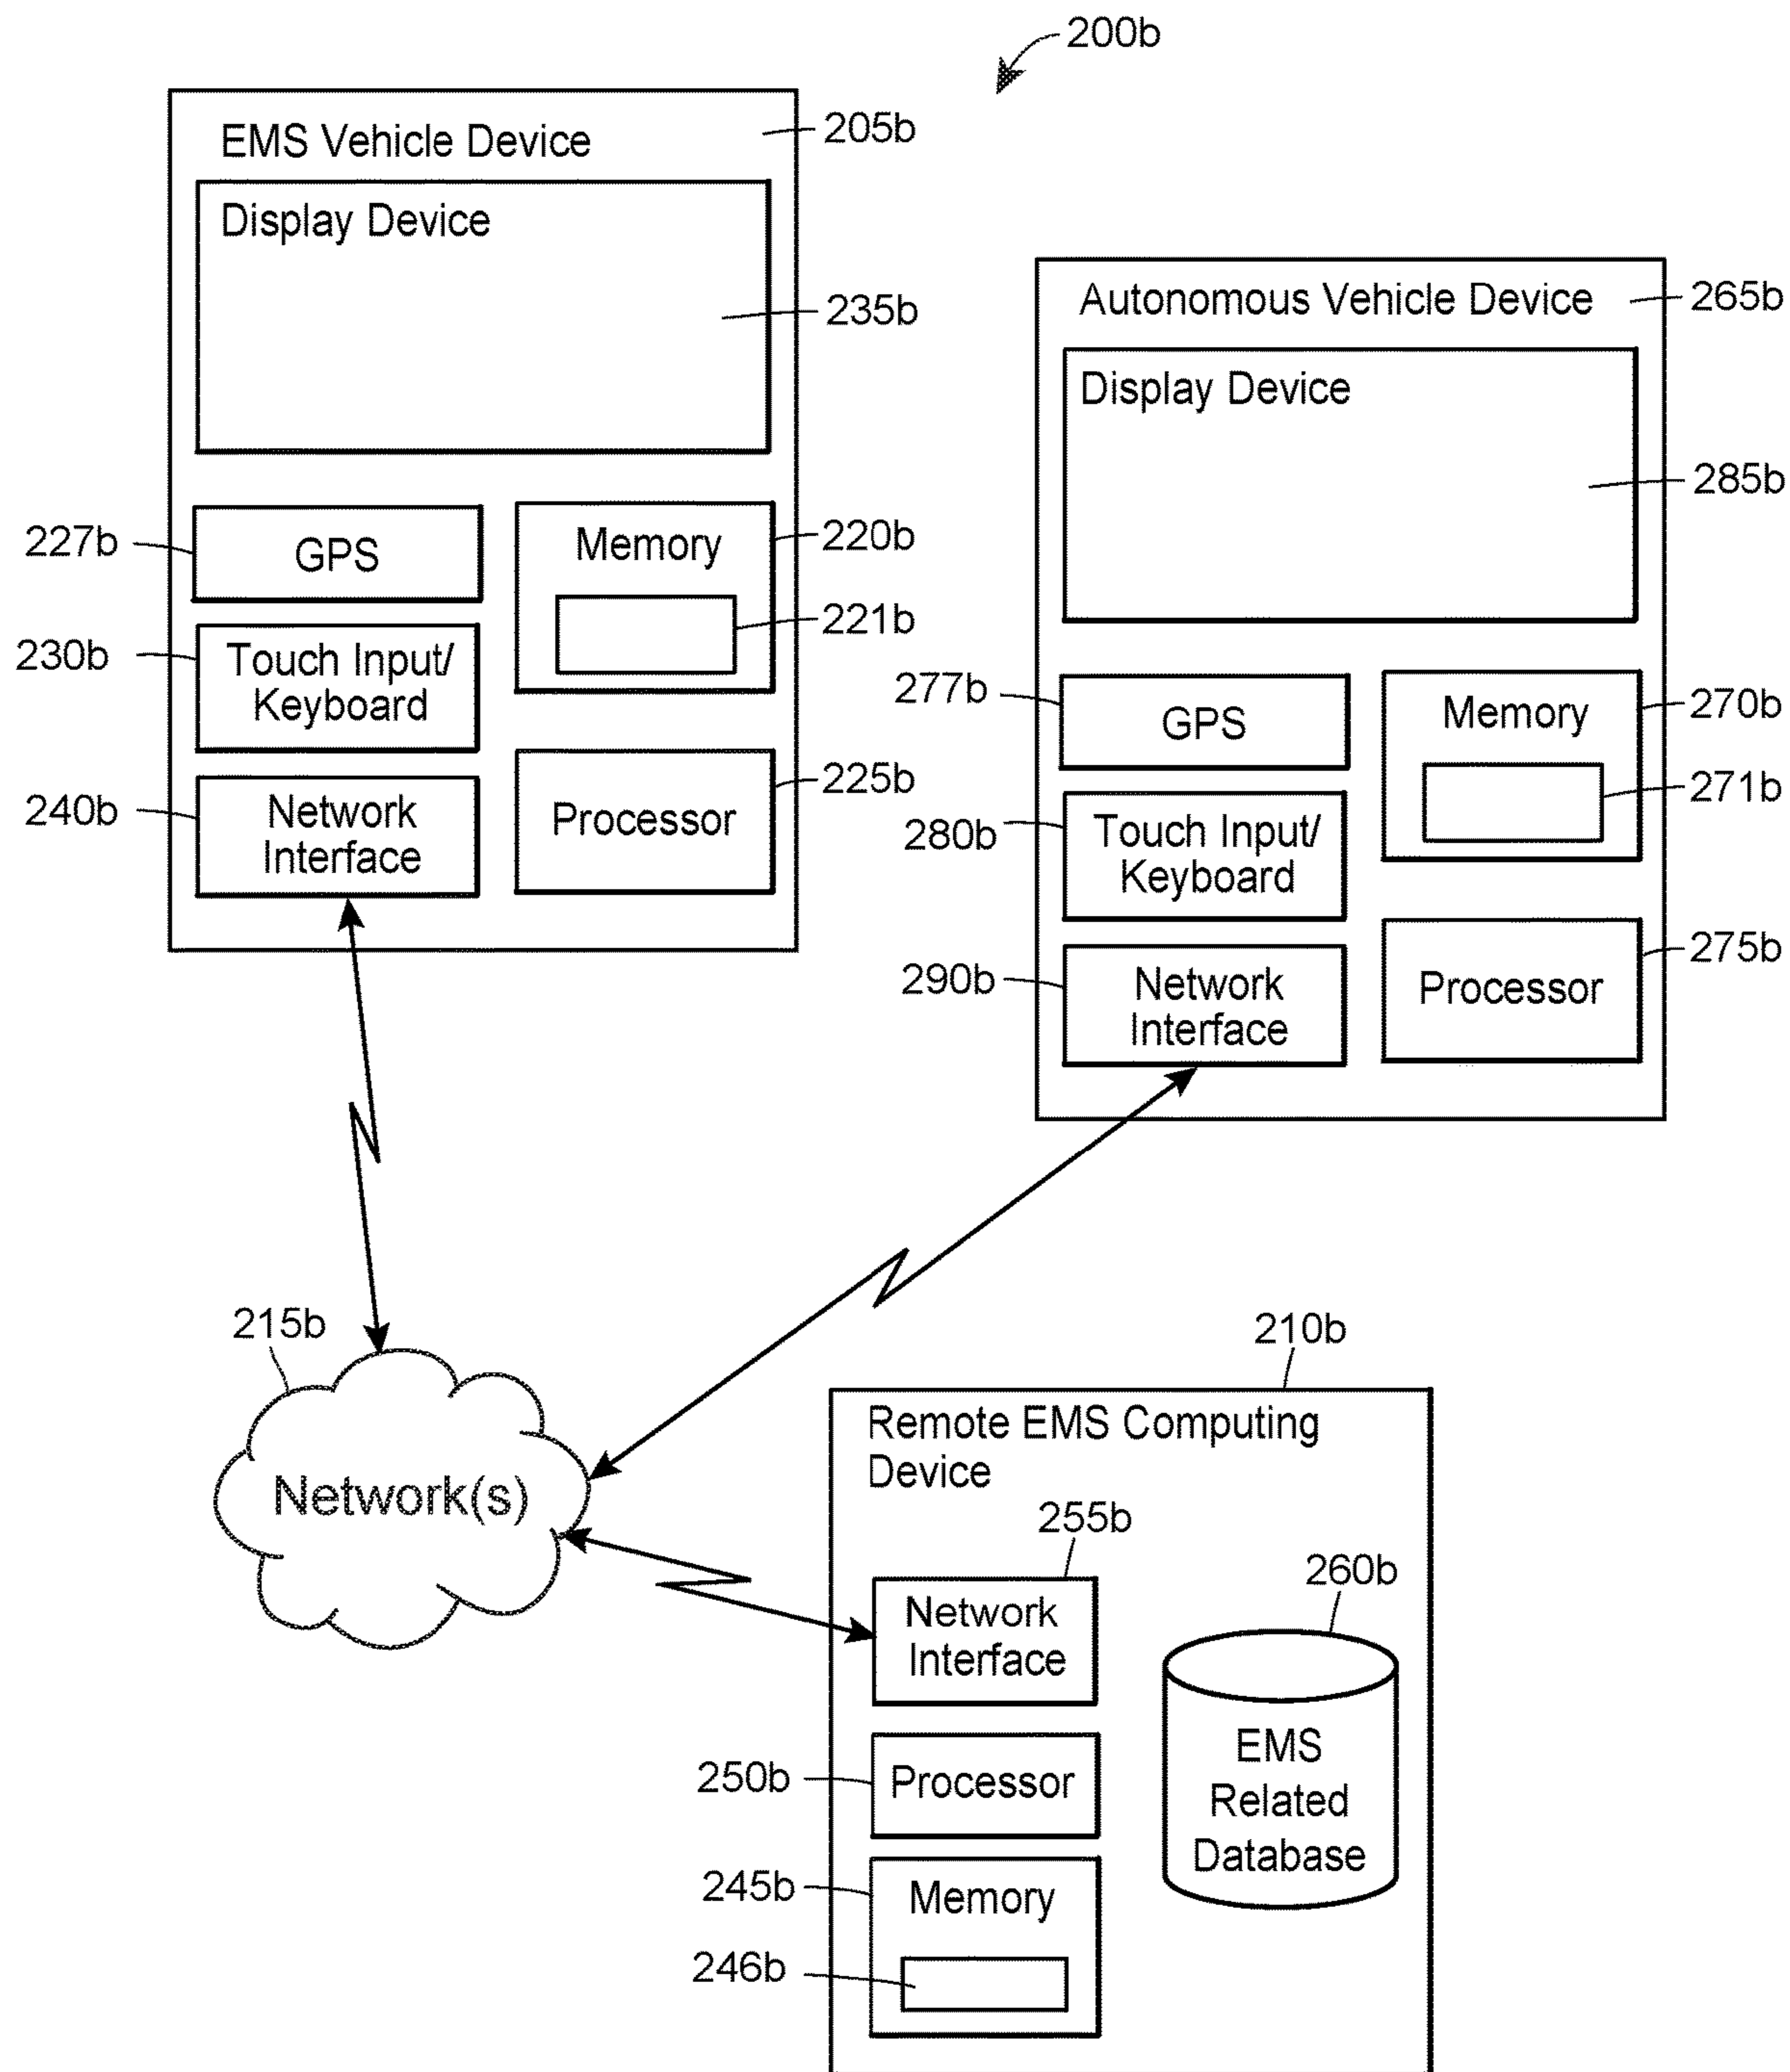 200b
EMS Vehicle Device
205b
Display Device
235b
227b
GPS
Memory
220b
221b
230b
Touch Input/
Keyboard
240b
Network
Interface
Processor
225b
Autonomous Vehicle Device
265b
Display Device
285b
277b
GPS
Memory
270b
271b
280b
Touch Input/
Keyboard
290b
Network
Interface
Processor
275b
215b
Network(s)
210b
Remote EMS Computing
Device
255b
Network
Interface
260b
EMS
Related
Database
250b
Processor
245b
Memory
246b